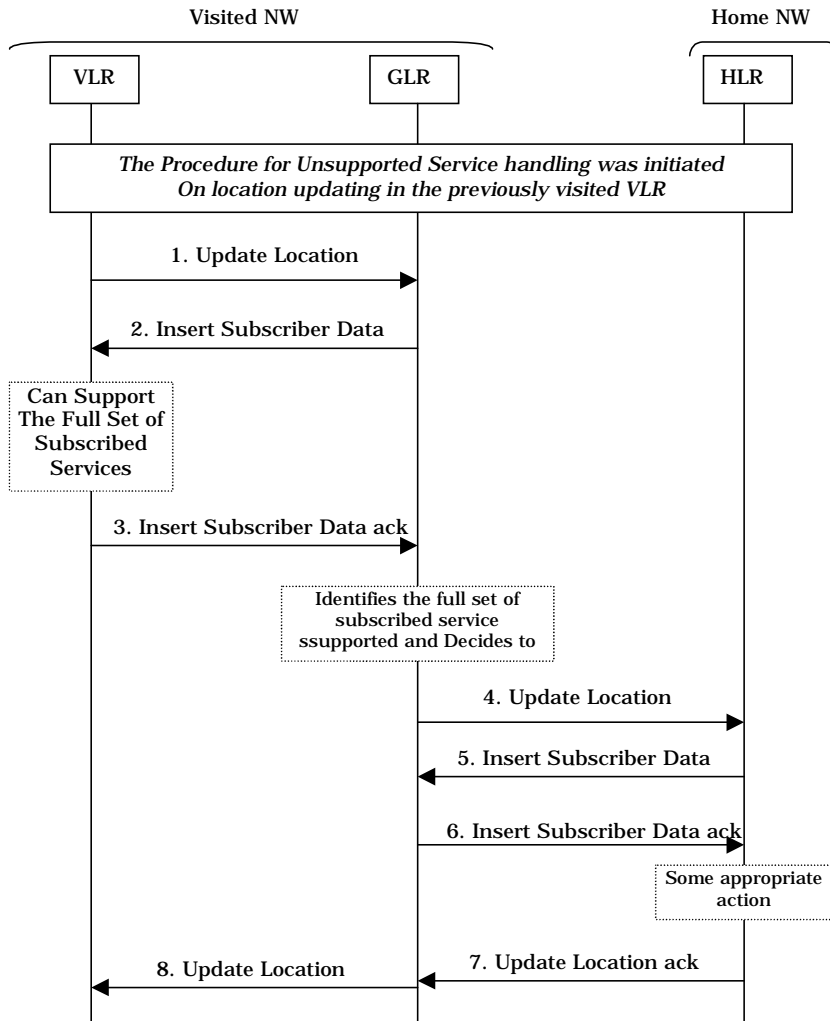 Visited NW
Home NW
VLR
GLR
HLR
The Procedure for Unsupported Service handling was initiated
On location updating in the previously visited VLR
1. Update Location
2. Insert Subscriber Data
Can Support
The Full Set of
Subscribed
Services
3. Insert Subscriber Data ack
Identifies the full set of
subscribed service
ssupported and Decides to
4. Update Location
5. Insert Subscriber Data
6. Insert Subscriber Data ack
Some appropriate
action
7. Update Location ack
8. Update Location